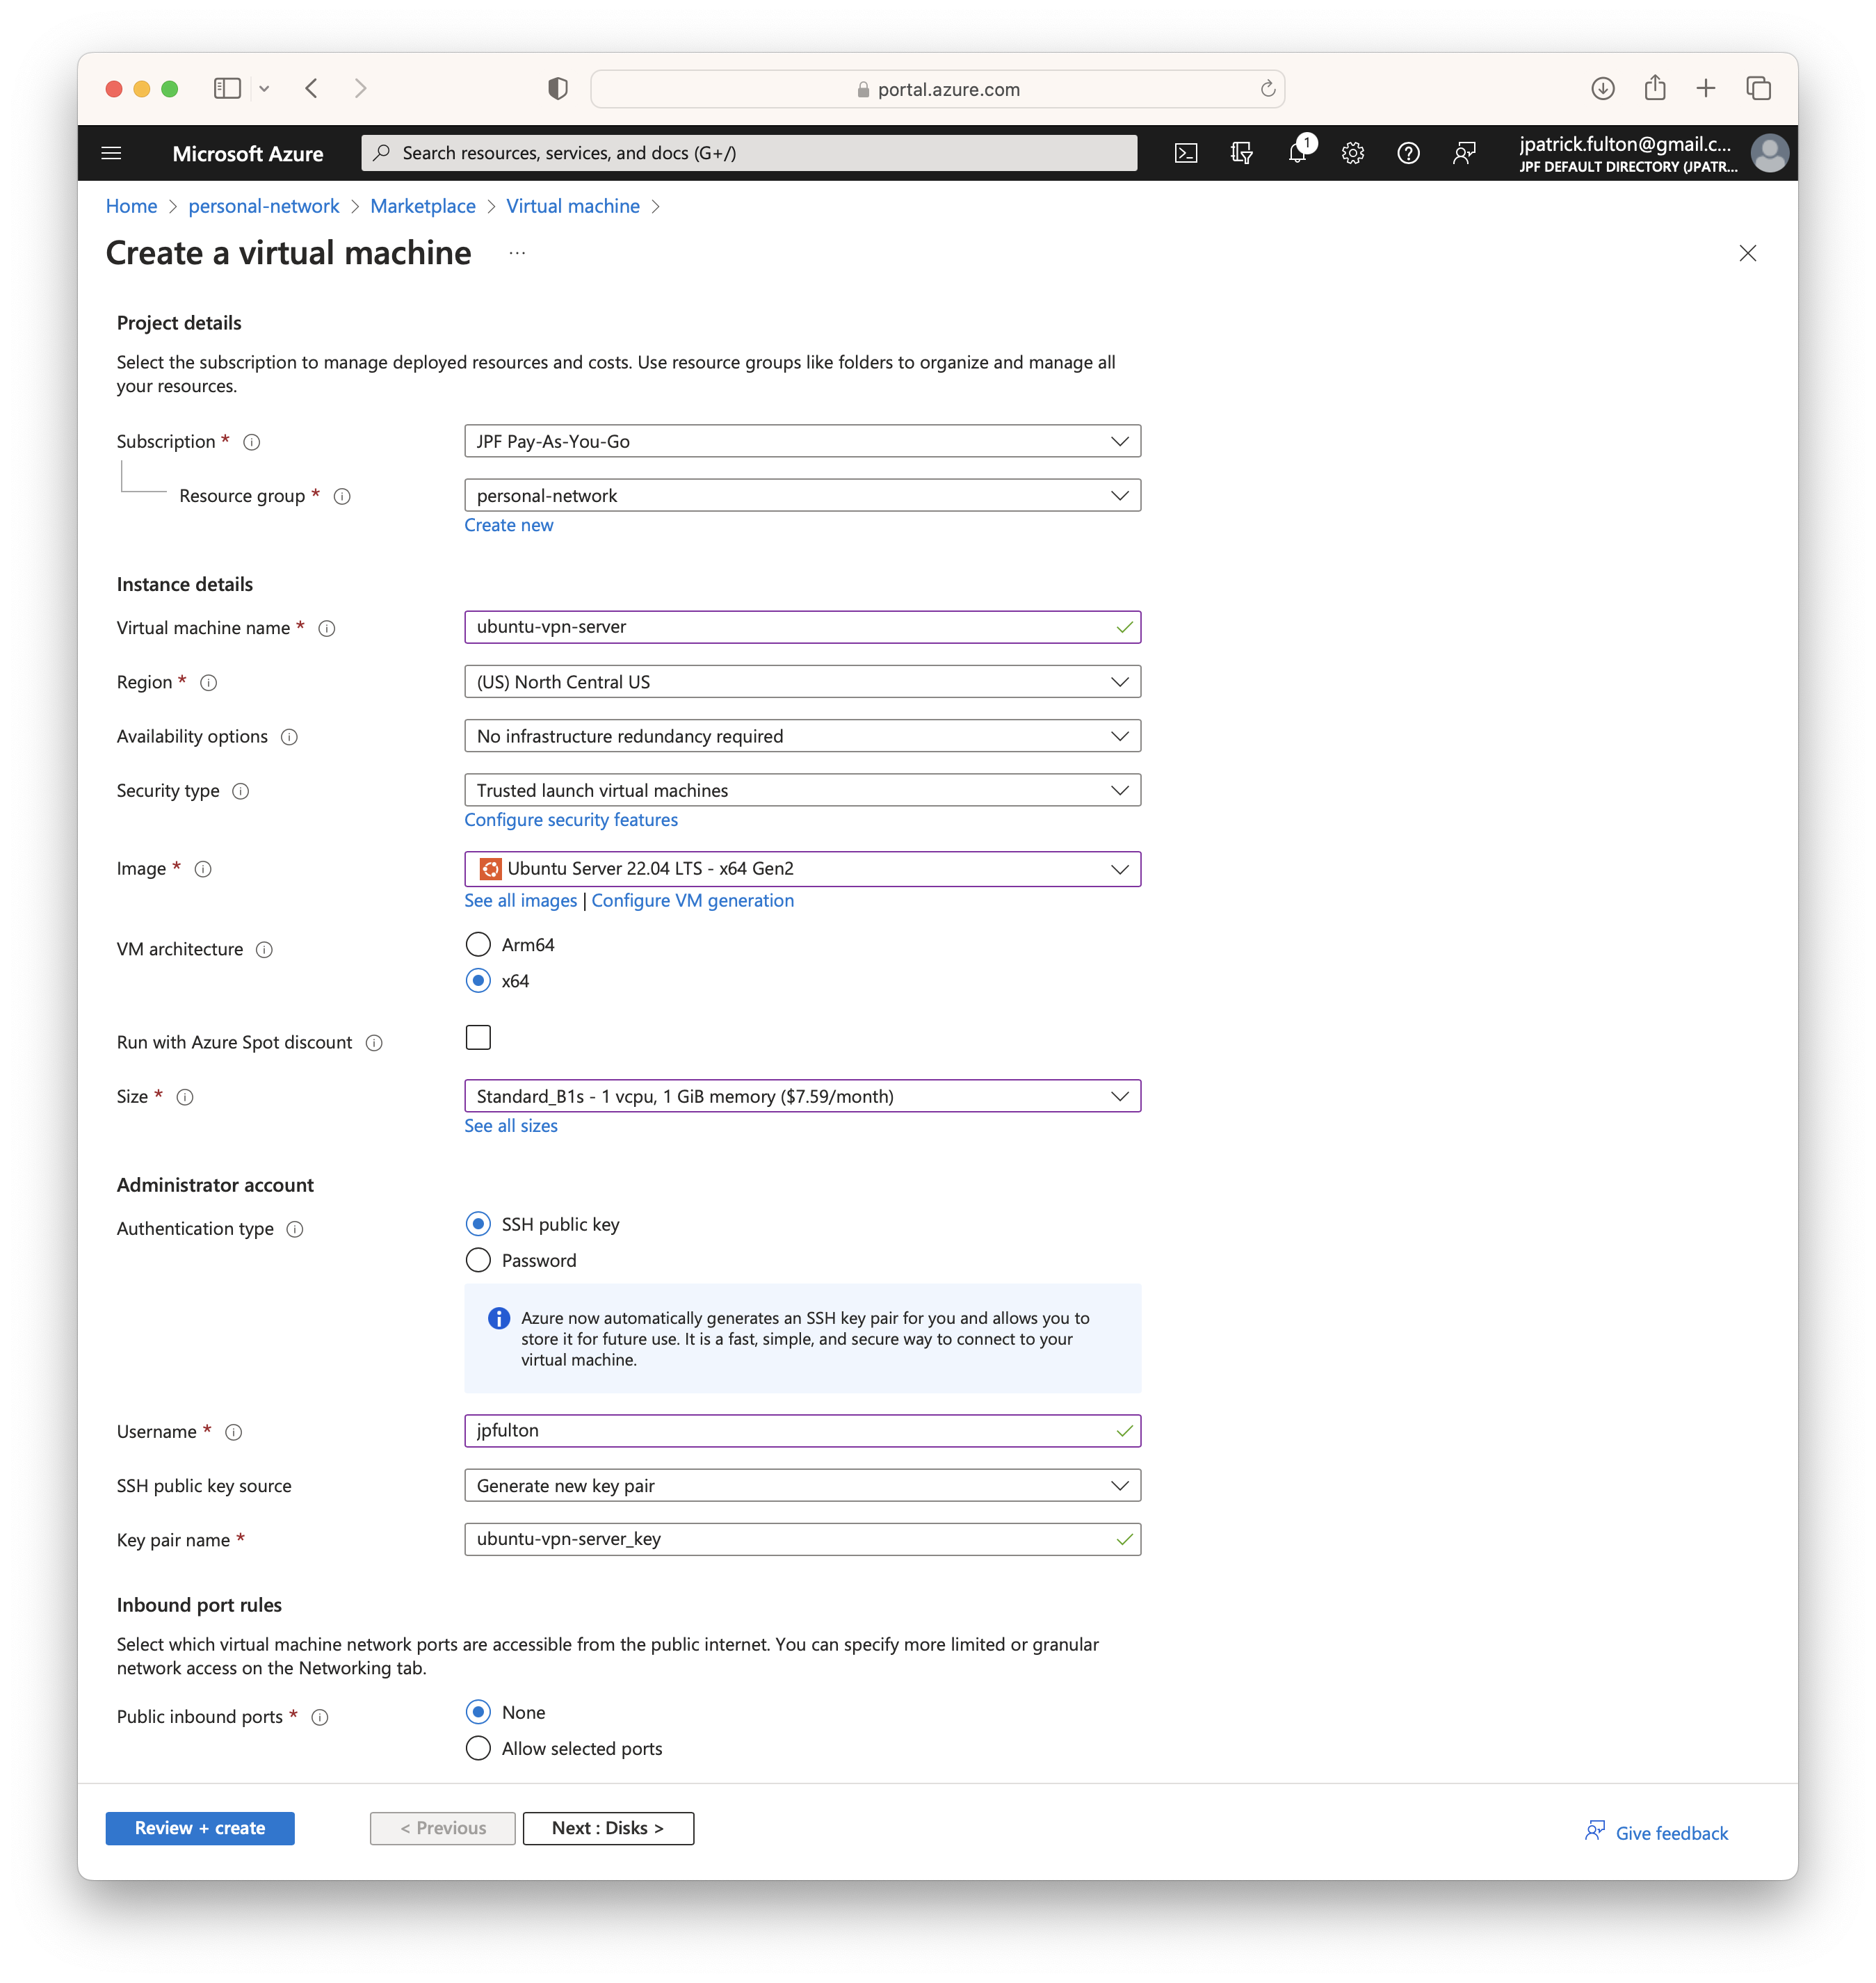 portal.azure.com
Microsoft Azure
Search resources, services, and docs (G+/)
1
jpatrick.fulton@gmail.c...
JPF DEFAULT DIRECTORY (JPATR...
Home > personal-network > Marketplace > Virtual machine >
Create a virtual machine ...
Project details
Select the subscription to manage deployed resources and costs. Use resource groups like folders to organize and manage all
your resources.
Subscription *
JPF Pay-As-You-Go
Resource group *
personal-network
Create new
Instance details
Virtual machine name *
ubuntu-vpn-server
Region *
(US) North Central US
Availability options
No infrastructure redundancy required
Security type
Trusted launch virtual machines
Configure security features
Image *
Ubuntu Server 22.04 LTS - x64 Gen2
See all images | Configure VM generation
VM architecture
Arm64
x64
Run with Azure Spot discount
Size *
Standard_B1s - 1 vcpu, 1 GiB memory ($7.59/month)
See all sizes
Administrator account
Authentication type
SSH public key
Password
Azure now automatically generates an SSH key pair for you and allows you to
store it for future use. It is a fast, simple, and secure way to connect to your
virtual machine.
Username *
jpfulton
SSH public key source
Generate new key pair
Key pair name *
ubuntu-vpn-server_key
Inbound port rules
Select which virtual machine network ports are accessible from the public internet. You can specify more limited or granular
network access on the Networking tab.
Public inbound ports *
None
Allow selected ports
Review + create
< Previous
Next : Disks >
Give feedback